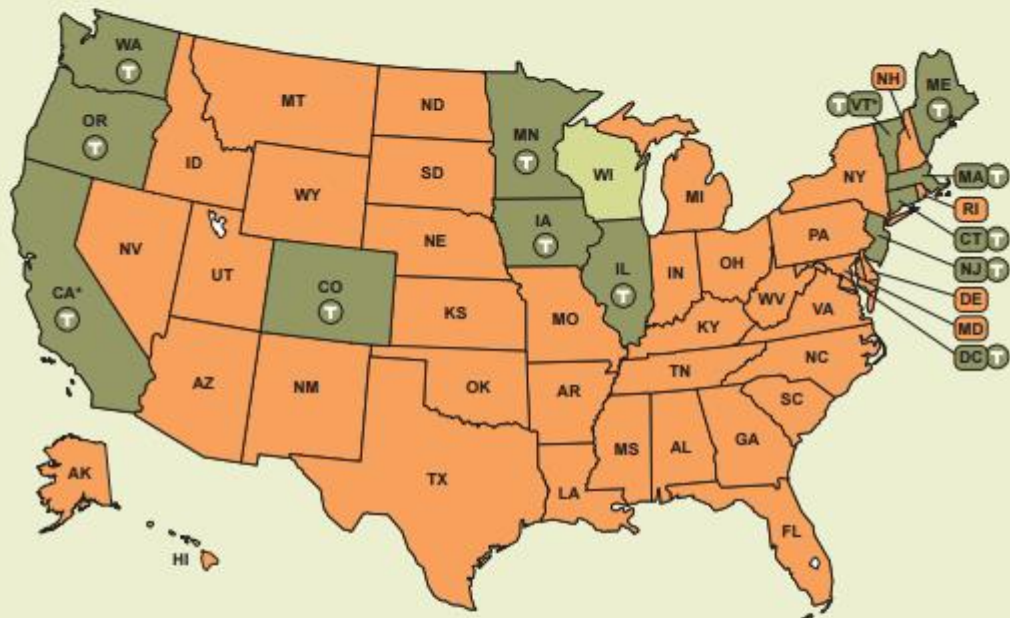 WA
T
OR
T
CA*
T
ID
NV
MT
WY
UT
AZ
CO
T
NM
ND
SD
NE
KS
OK
TX
MN
T
IA
T
MO
AR
LA
WI
IL
T
MI
IN
OH
KY
TN
MS
AL
GA
FL
WV
VA
NC
SC
PA
NY
T VT*
NH
ME
T
MA T
RI
CT T
NJ T
DE
MD
DC T
AK
HI